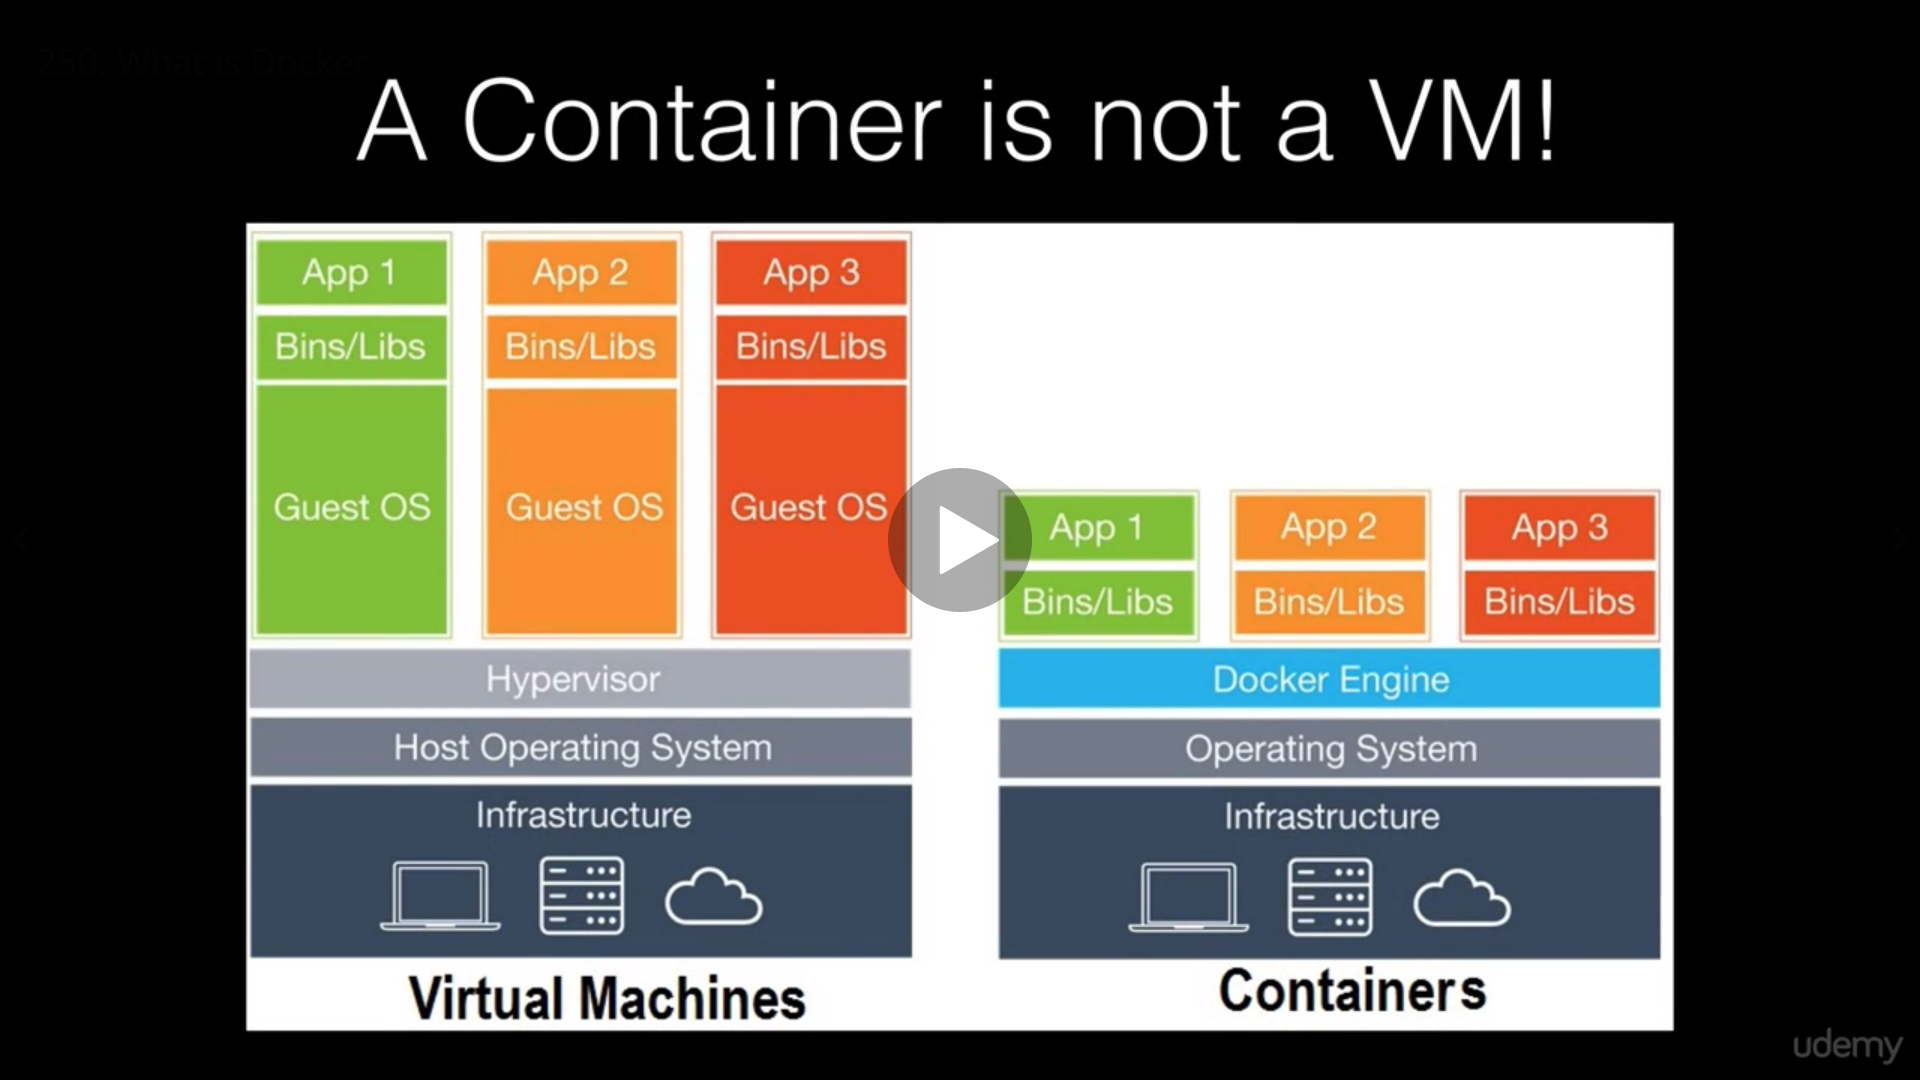 250. What is Docker
A Container is not a VM!
App 1
App 2
App 3
Bins/Libs
Bins/Libs
Bins/Libs
Guest OS
Guest OS
Guest OS
Hypervisor
Host Operating System
Infrastructure
Virtual Machines
App 1
App 2
App 3
Bins/Libs
Bins/Libs
Bins/Libs
Docker Engine
Operating System
Infrastructure
Containers
udemy